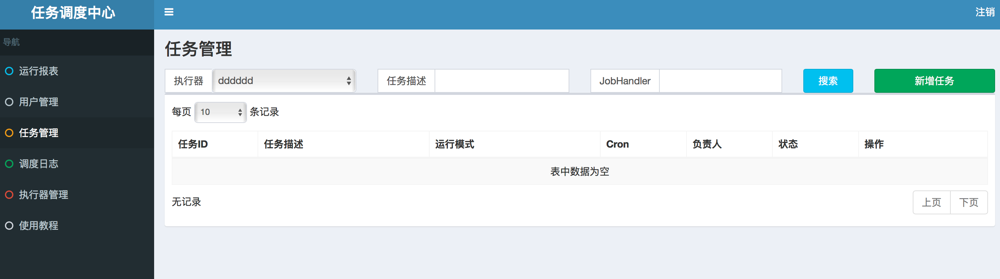 任务调度中心
注销
导航
运行报表
用户管理
任务管理
调度日志
执行器管理
使用教程
任务管理
执行器 dddddd 任务描述 JobHandler 搜索 新增任务
每页 10 条记录
任务ID 任务描述 运行模式 Cron 负责人 状态 操作
表中数据为空
无记录 上页 下页